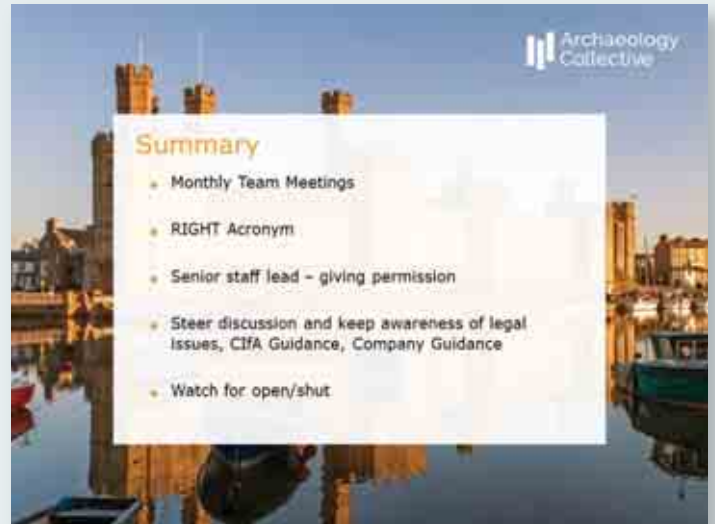 Archaeology
Collective
Summary
Monthly Team Meetings
RIGHT Acronym
Senior staff lead – giving permission
Steer discussion and keep awareness of legal
issues, CIfA Guidance, Company Guidance
Watch for open/shut